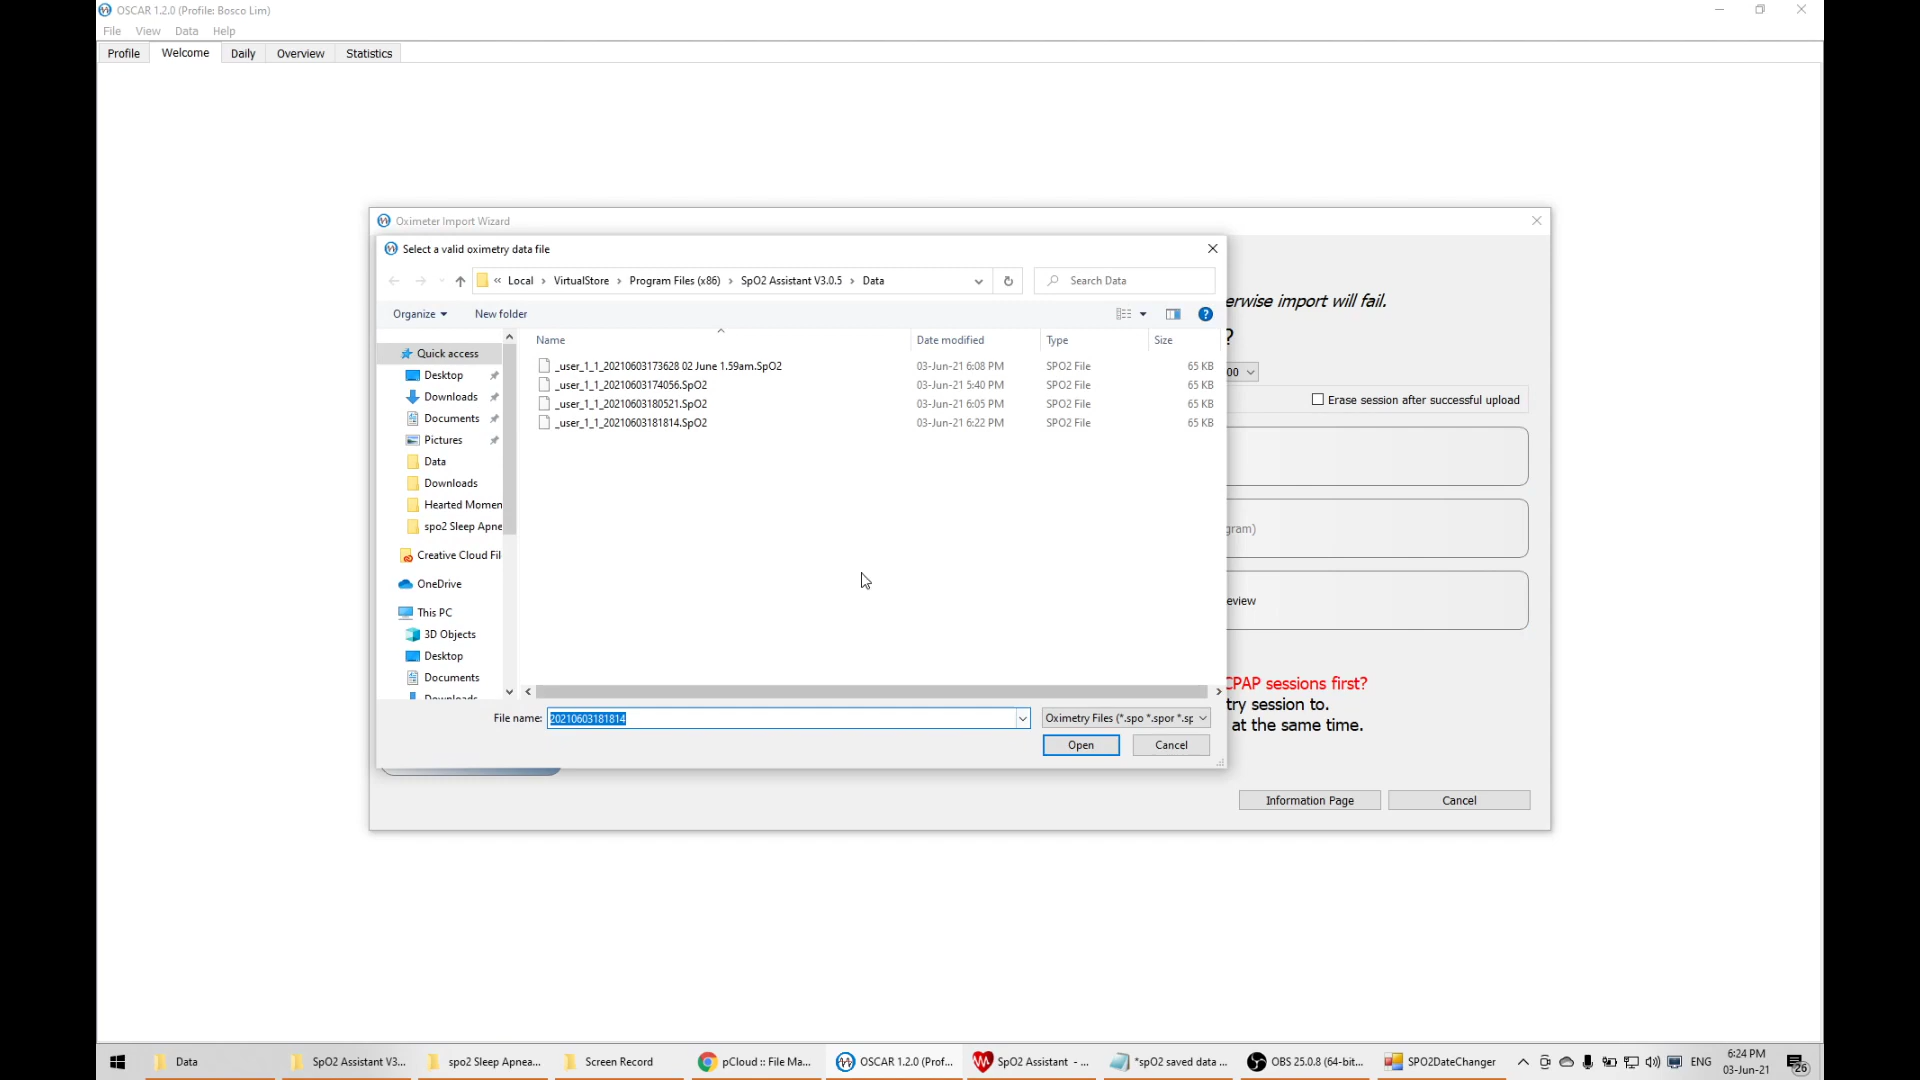 OSCAR 1.2.0 (Profile: Bosco Lim)
File View Data Help
Profile Welcome Daily Overview Statistics
Oximeter Import Wizard
Select a valid oximetry data file
« Local › VirtualStore › Program Files (x86) › SpO2 Assistant V3.0.5 › Data
Search Data
erwise import will fail.
Organize New folder
?
Name Date modified Type Size
Quick access
_user_1_1_20210603173628 02 June 1.59am.SpO2 03-Jun-21 6:08 PM SPO2 File 65 KB
00
Desktop
_user_1_1_20210603174056.SpO2 03-Jun-21 5:40 PM SPO2 File 65 KB
Downloads
_user_1_1_20210603180521.SpO2 03-Jun-21 6:05 PM SPO2 File 65 KB
Erase session after successful upload
Documents
_user_1_1_20210603181814.SpO2 03-Jun-21 6:22 PM SPO2 File 65 KB
Pictures
Data
Downloads
Hearted Momen
spo2 Sleep Apne
gram)
Creative Cloud Fil
OneDrive
eview
This PC
3D Objects
Desktop
Documents
Downloads
CPAP sessions first?
try session to.
at the same time.
File name: 20210603181814 Oximetry Files (*.spo *.spor *.sp
Open Cancel
Information Page Cancel
Data SpO2 Assistant V3... spo2 Sleep Apnea... Screen Record pCloud :: File Ma... OSCAR 1.2.0 (Prof... SpO2 Assistant - ... *spO2 saved data ... OBS 25.0.8 (64-bit... SPO2DateChanger ENG 6:24 PM
03-Jun-21 26